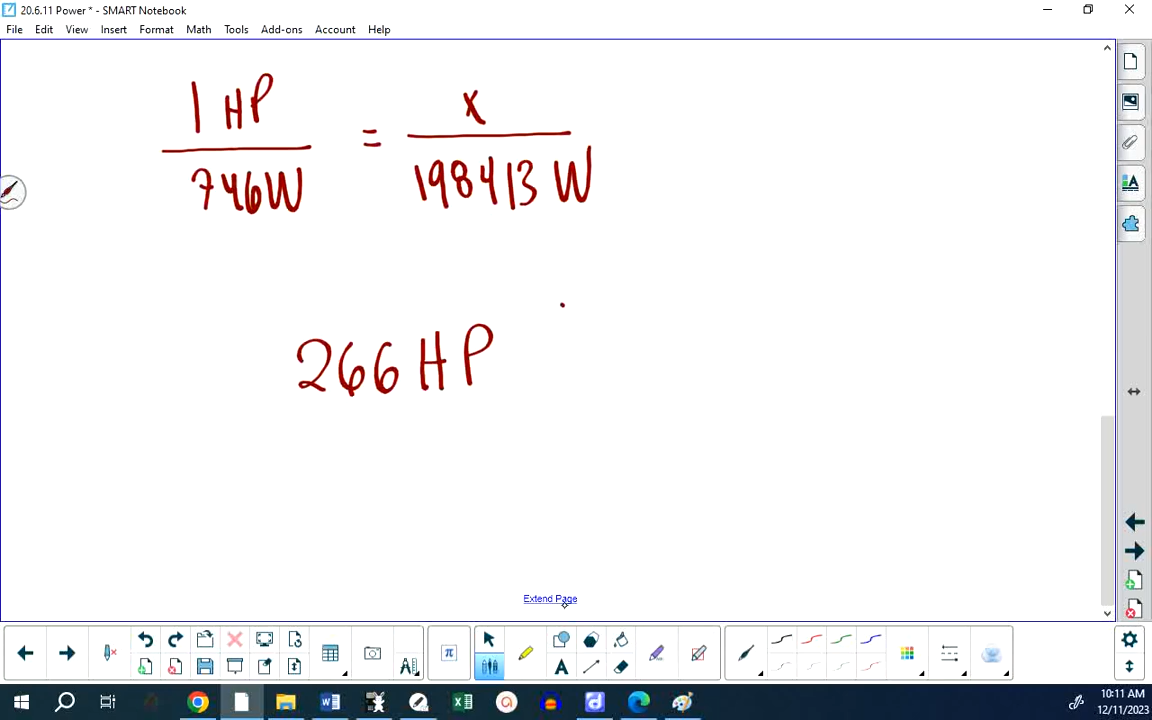 20.6.11 Power * - SMART Notebook
File Edit View Insert Format Math Tools Add-ons Account Help
1 HP
746W
=
x
198413 W
266 HP
Extend Page
10:11 AM
12/11/2023